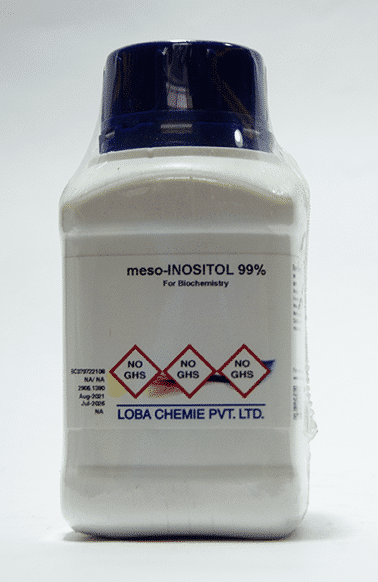 meso-INOSITOL 99%
For Biochemistry
NO
GHS
NO
GHS
NO
GHS
NA/ NA
2906.1390
Aug-2021
Jul-2026
NA
LOBA CHEMIE PVT. LTD.